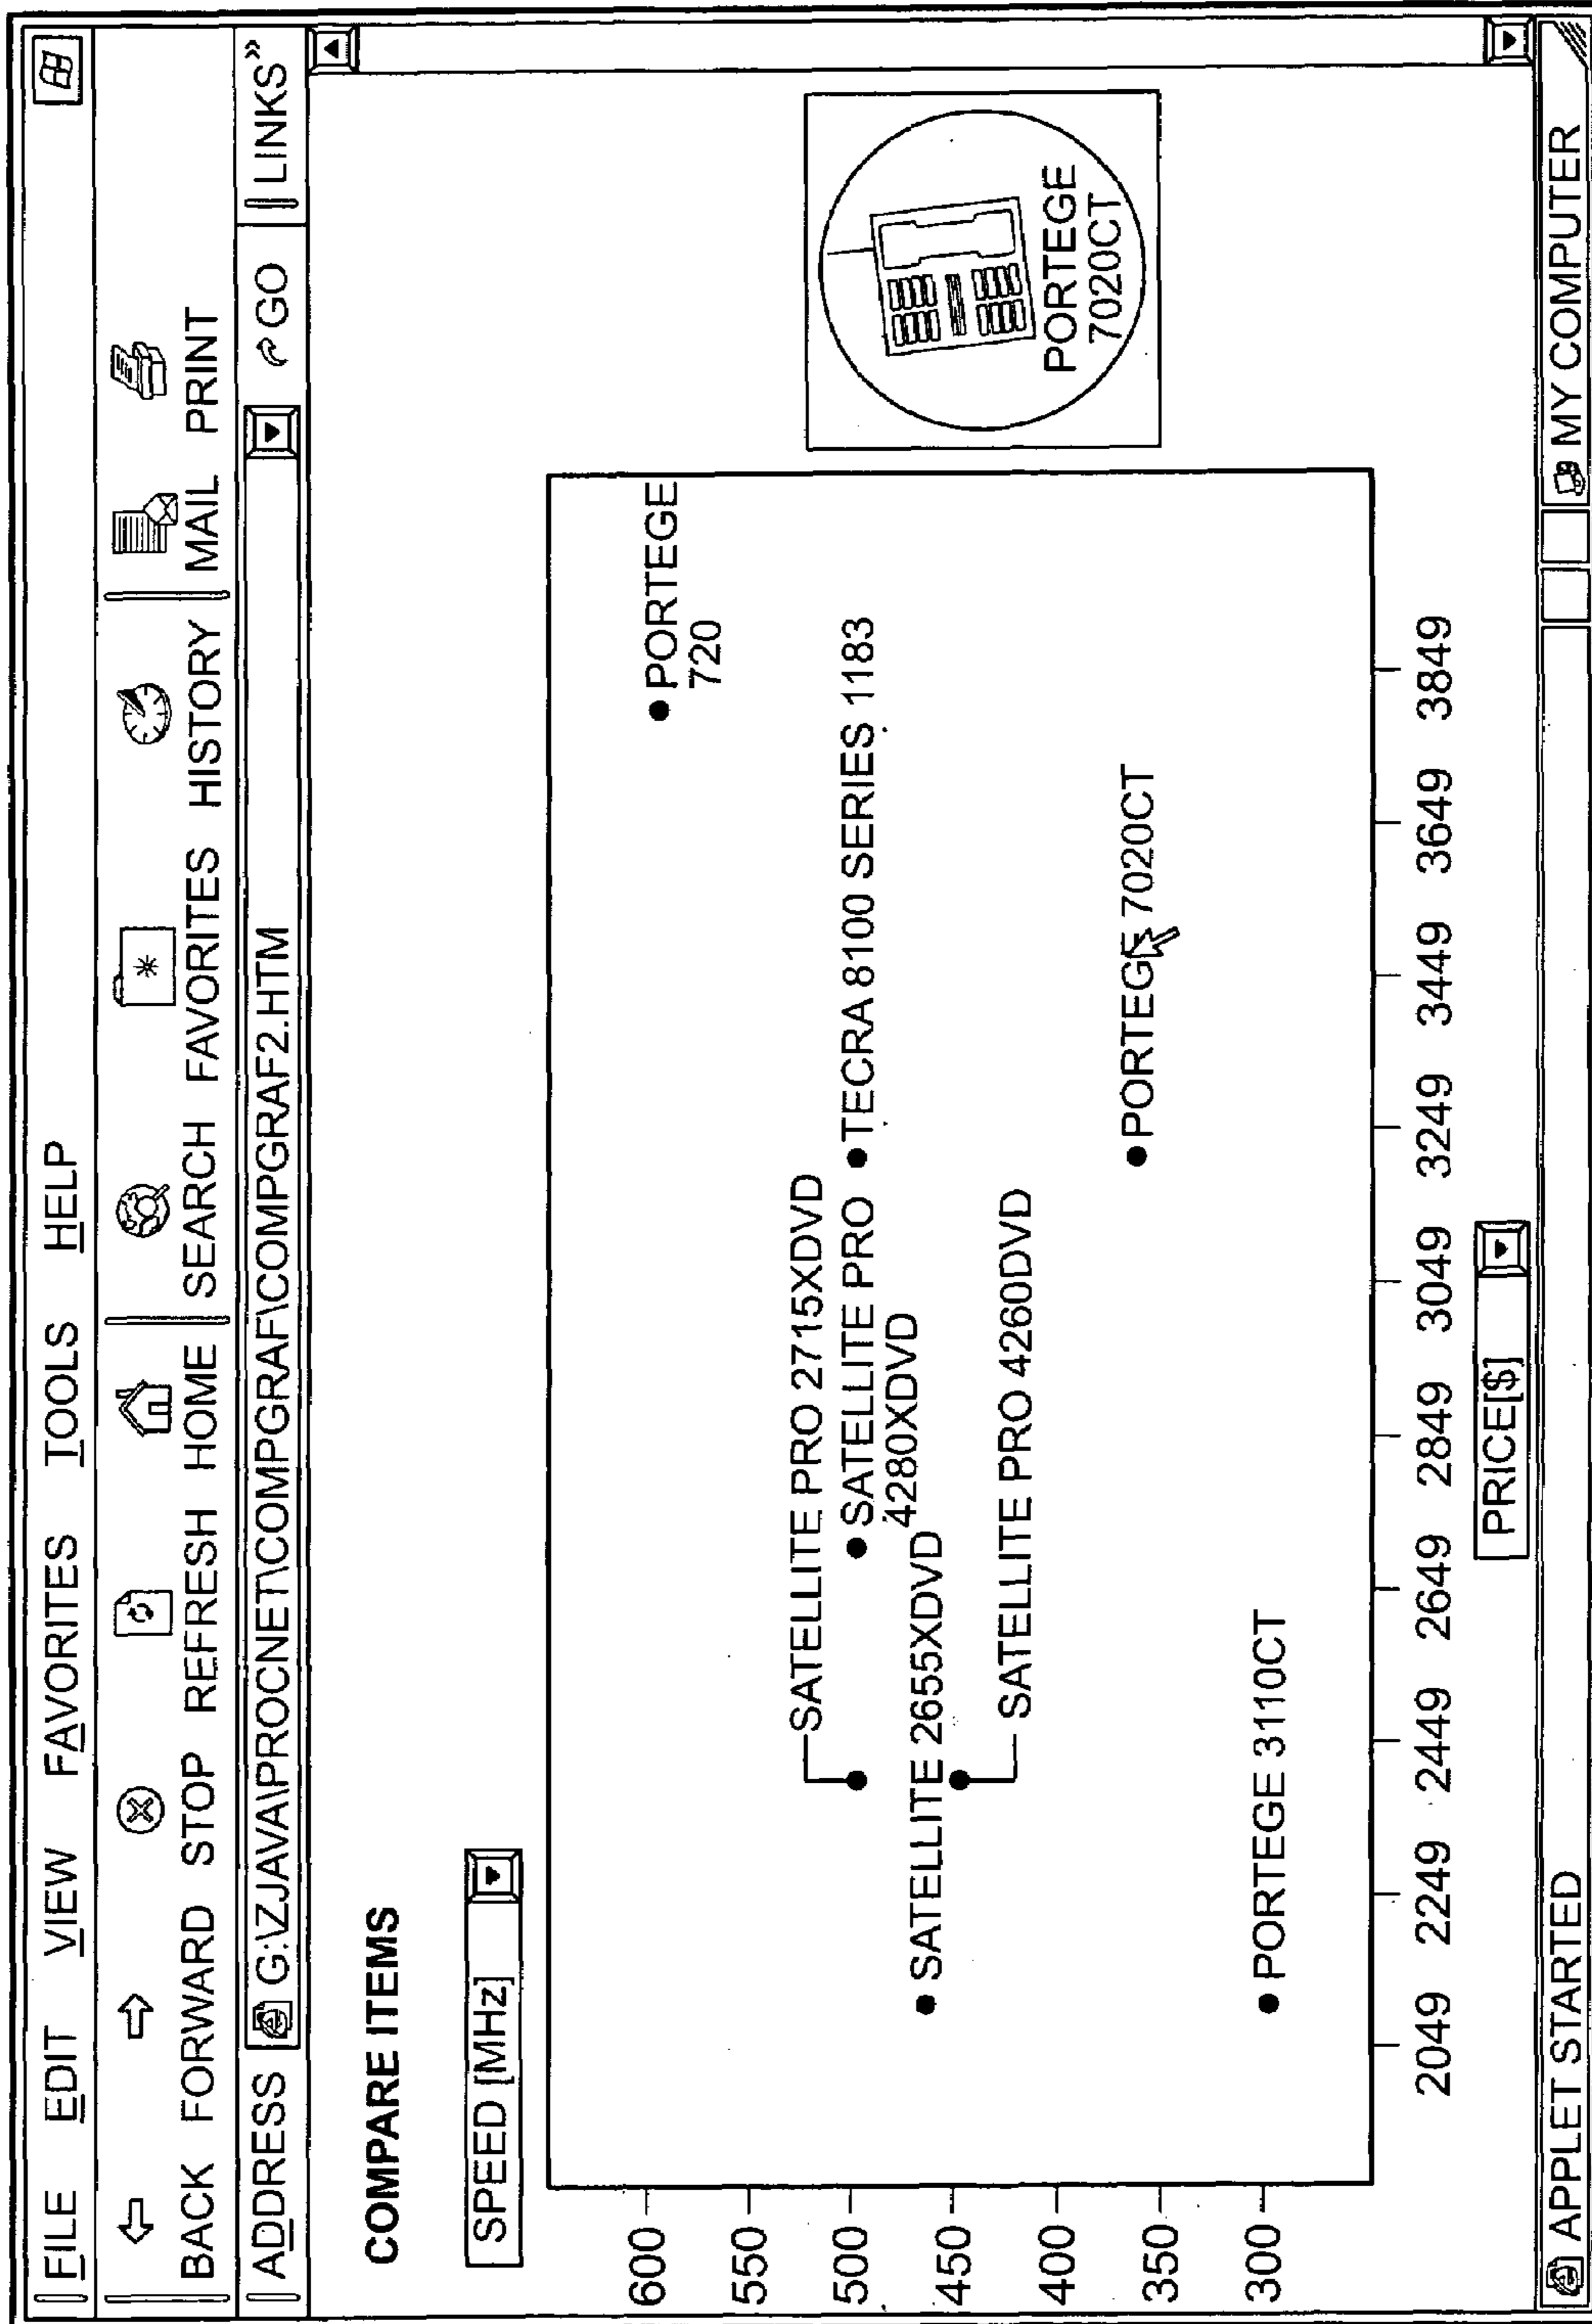 FILE EDIT VIEW FAVORITES TOOLS HELP
BACK FORWARD STOP REFRESH HOME SEARCH FAVORITES HISTORY MAIL PRINT
ADDRESS G:\ZJAVA\PROCNET\COMPGRAF\COMPGRAF2.HTM GO LINKS»
COMPARE ITEMS
SPEED [MHz]
600
550
500
450
400
350
300
PORTEGE
720
SATELLITE PRO 2715XDVD
SATELLITE PRO
4280XDVD
TECRA 8100 SERIES 1183
SATELLITE 2655XDVD
SATELLITE PRO 4260DVD
PORTEGE 7020CT
PORTEGE 3110CT
PORTEGE
7020CT
2049 2249 2449 2649 2849 3049 3249 3449 3649 3849
PRICE[$]
APPLET STARTED MY COMPUTER